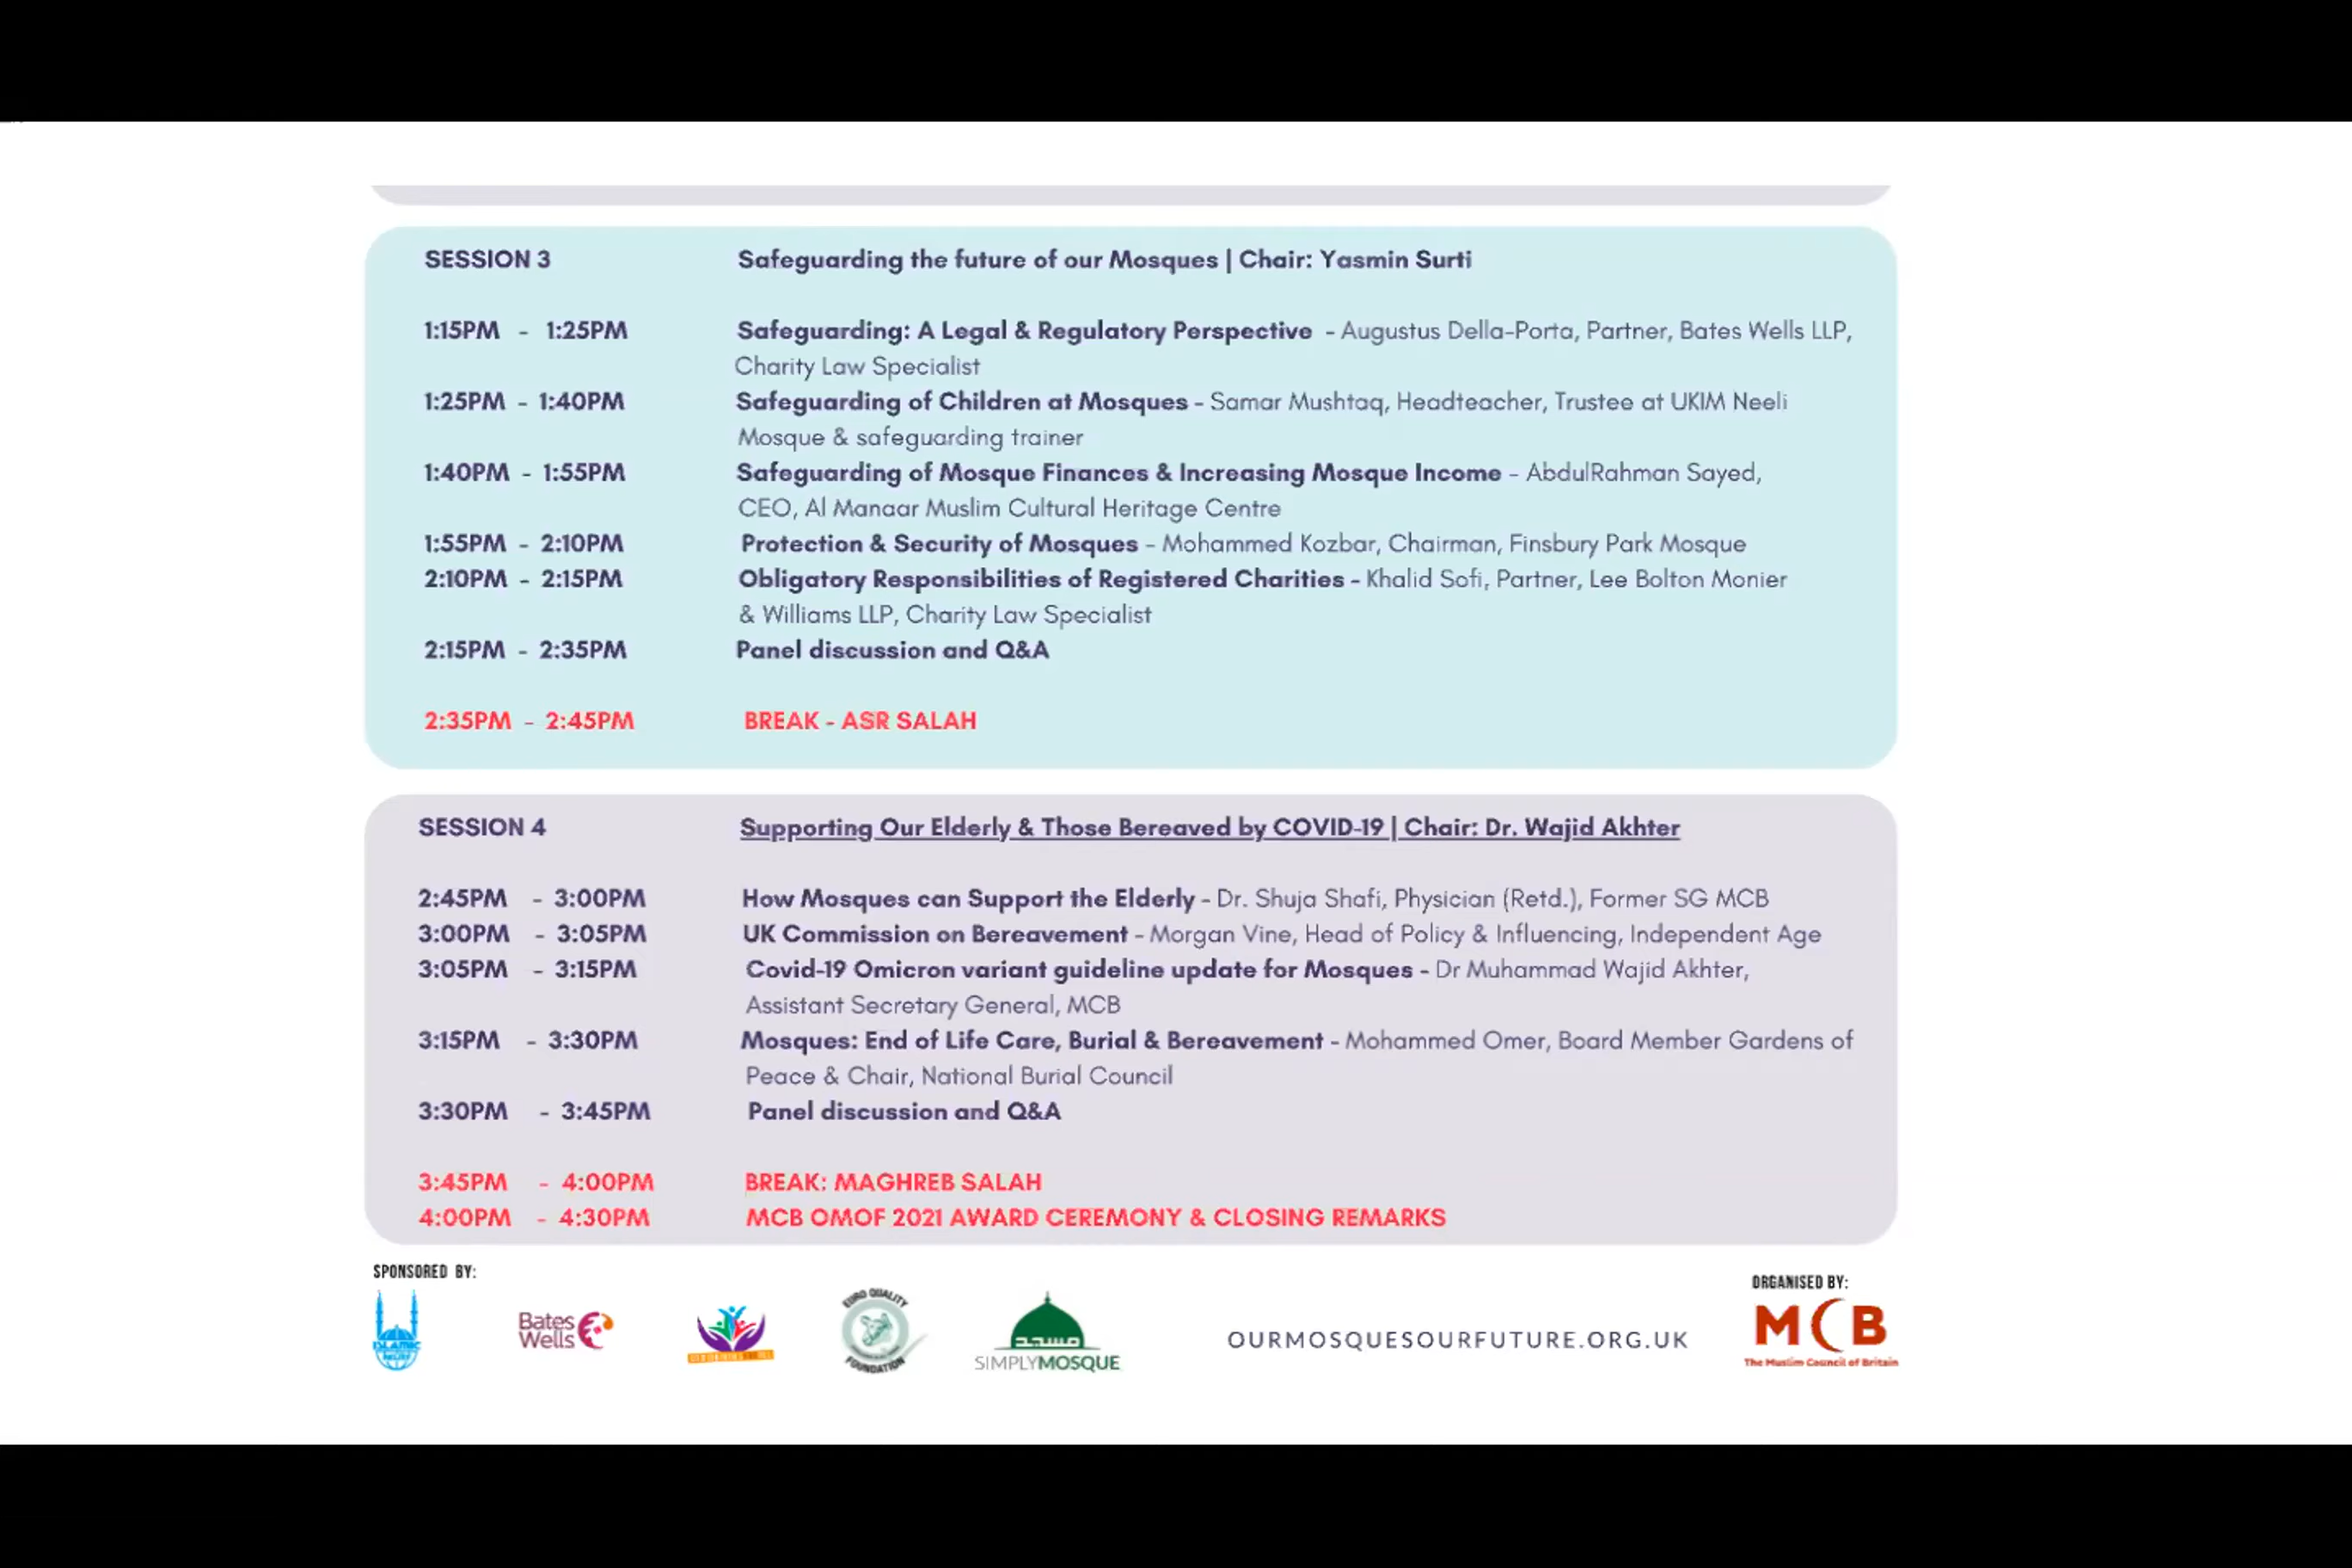 SESSION 3 Safeguarding the future of our Mosques | Chair: Yasmin Surti
1:15PM - 1:25PM Safeguarding: A Legal & Regulatory Perspective - Augustus Della-Porta, Partner, Bates Wells LLP,
Charity Law Specialist
1:25PM - 1:40PM Safeguarding of Children at Mosques - Samar Mushtaq, Headteacher, Trustee at UKIM Neeli
Mosque & safeguarding trainer
1:40PM - 1:55PM Safeguarding of Mosque Finances & Increasing Mosque Income - AbdulRahman Sayed,
CEO, Al Manaar Muslim Cultural Heritage Centre
1:55PM - 2:10PM Protection & Security of Mosques - Mohammed Kozbar, Chairman, Finsbury Park Mosque
2:10PM - 2:15PM Obligatory Responsibilities of Registered Charities - Khalid Sofi, Partner, Lee Bolton Monier
& Williams LLP, Charity Law Specialist
2:15PM - 2:35PM Panel discussion and Q&A
2:35PM - 2:45PM BREAK - ASR SALAH
SESSION 4 Supporting Our Elderly & Those Bereaved by COVID-19 | Chair: Dr. Wajid Akhter
2:45PM - 3:00PM How Mosques can Support the Elderly - Dr. Shuja Shafi, Physician (Retd.), Former SG MCB
3:00PM - 3:05PM UK Commission on Bereavement - Morgan Vine, Head of Policy & Influencing, Independent Age
3:05PM - 3:15PM Covid-19 Omicron variant guideline update for Mosques - Dr Muhammad Wajid Akhter,
Assistant Secretary General, MCB
3:15PM - 3:30PM Mosques: End of Life Care, Burial & Bereavement - Mohammed Omer, Board Member Gardens of
Peace & Chair, National Burial Council
3:30PM - 3:45PM Panel discussion and Q&A
3:45PM - 4:00PM BREAK: MAGHREB SALAH
4:00PM - 4:30PM MCB OMOF 2021 AWARD CEREMONY & CLOSING REMARKS
SPONSORED BY:
ISLAMIC RELIEF
Bates
Wells
EURO QUALITY
FOUNDATION
مسجد
SIMPLYMOSQUE
OURMOSQUESOURFUTURE.ORG.UK
ORGANISED BY:
MCB
The Muslim Council of Britain